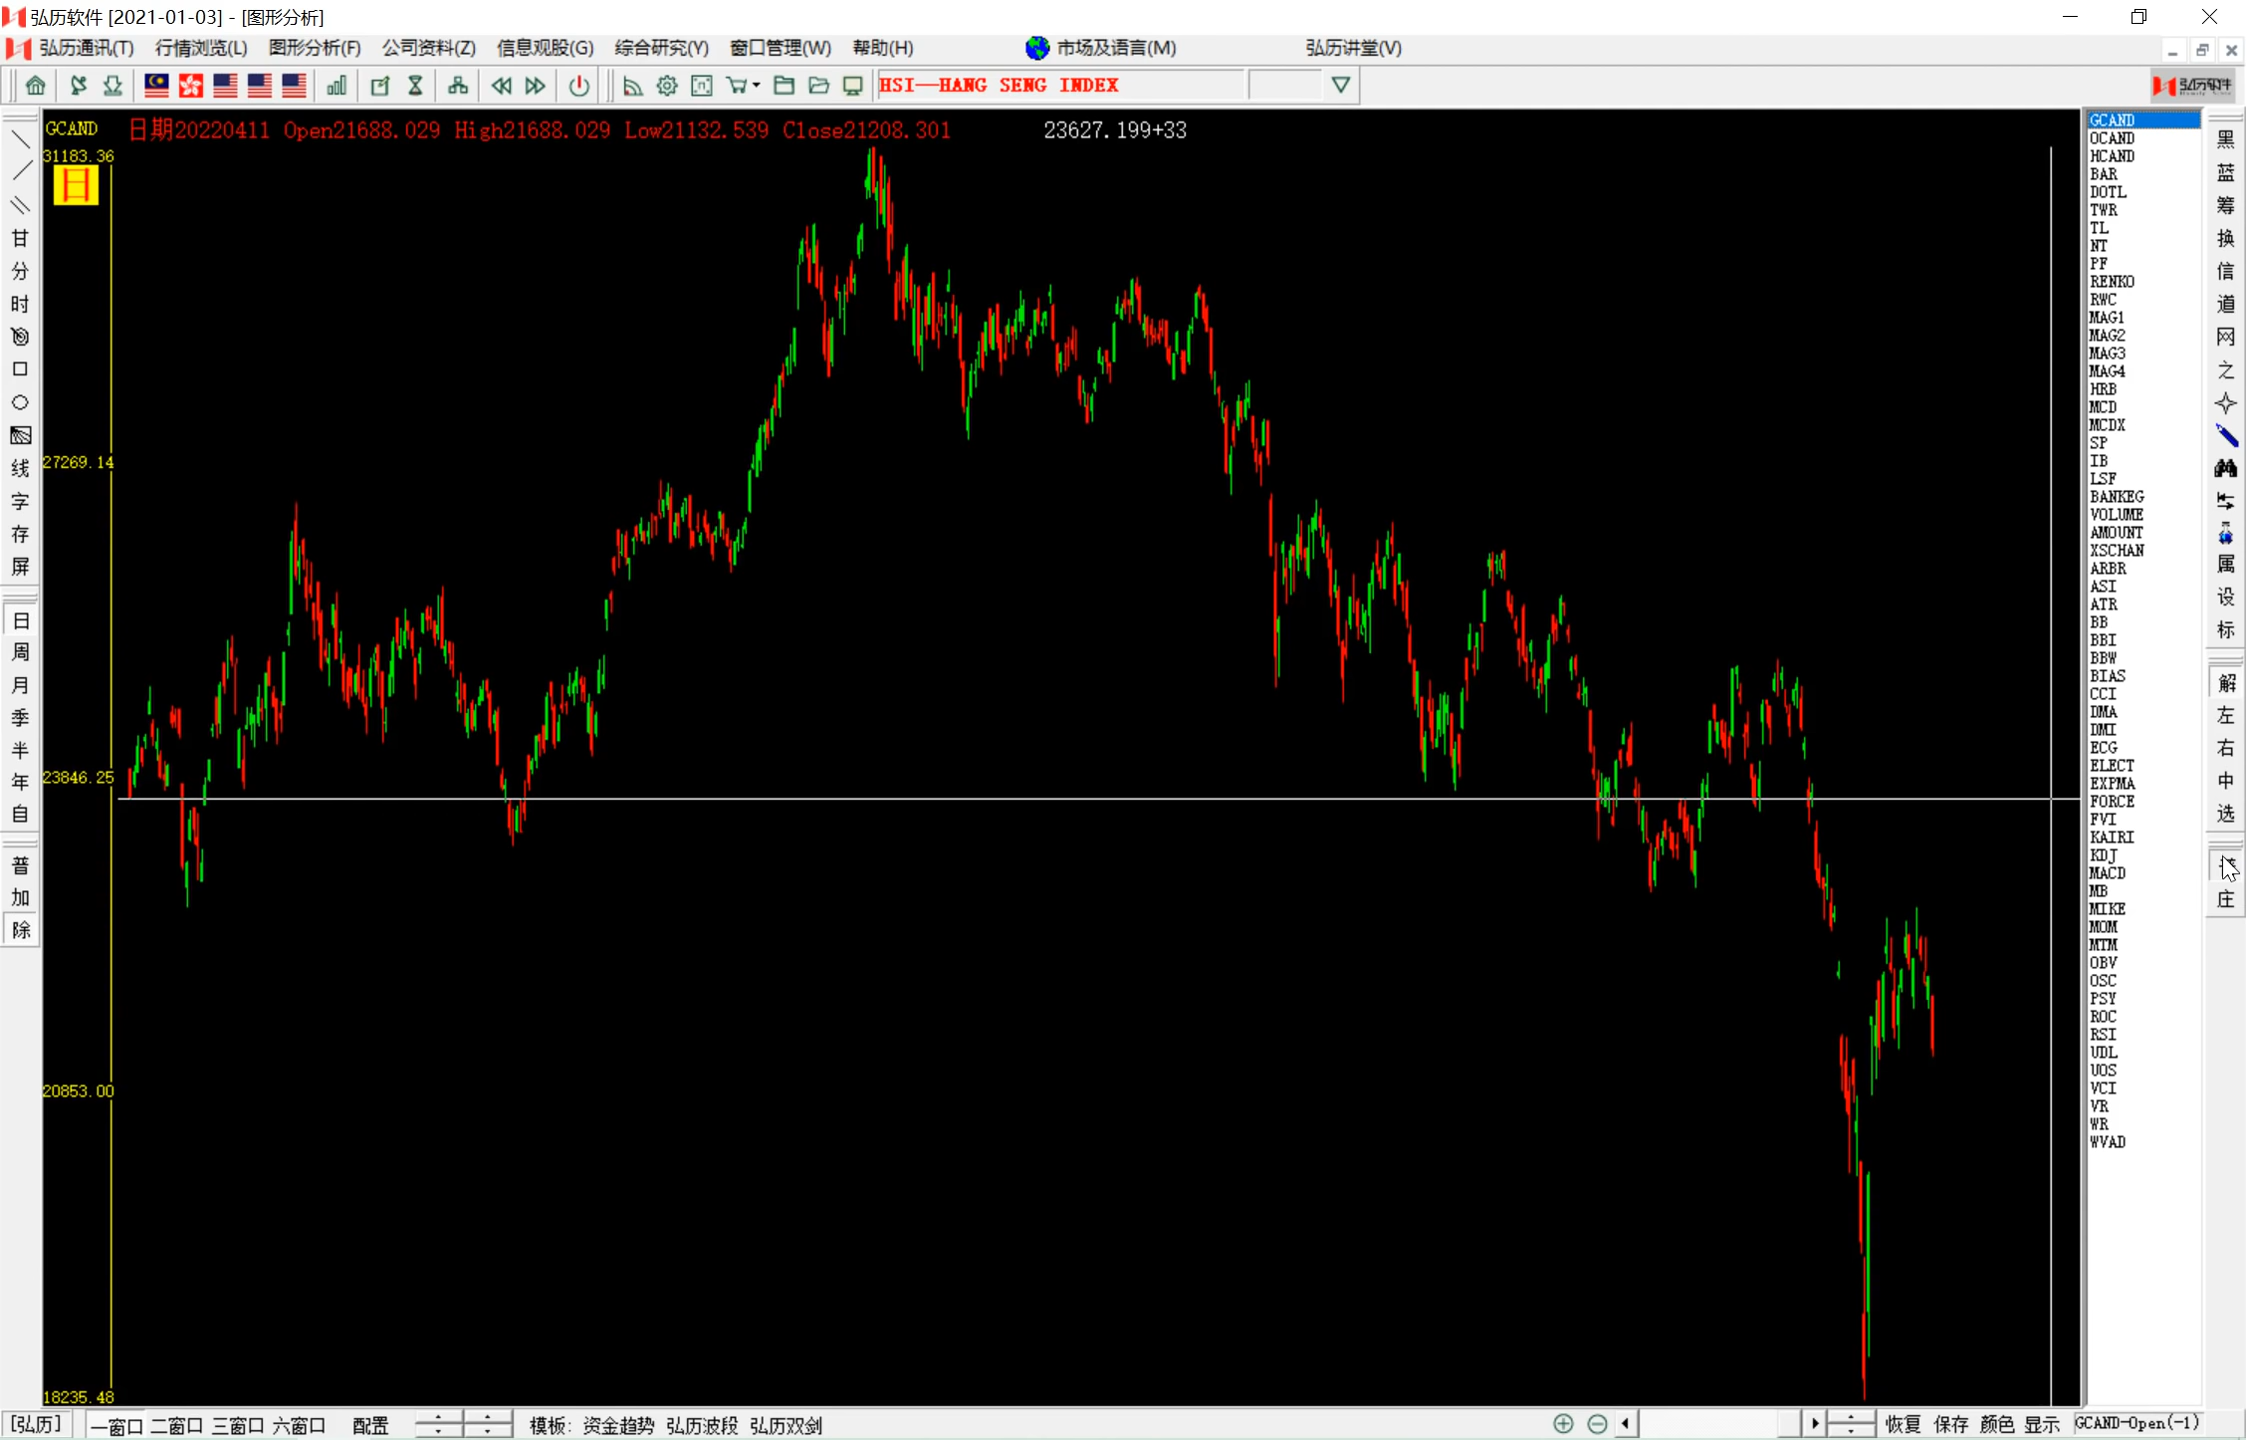 弘历软件 [2021-01-03] - [图形分析]
弘历通讯(T) 行情浏览(L) 图形分析(F) 公司资料(Z) 信息观股(G) 综合研究(Y) 窗口管理(W) 帮助(H) 市场及语言(M) 弘历讲堂(V)
HSI——HANG SENG INDEX
弘历软件
GCAND 日期20220411 Open21688.029 High21688.029 Low21132.539 Close21208.301 23627.199+33
31183.36
日
27269.14
23846.25
20853.00
18235.48
甘
分
时
线
字
存
屏
日
周
月
季
半
年
自
普
加
除
GCAND
OCAND
HCAND
BAR
DOTL
TWR
TL
NT
PF
RENKO
RWC
MAG1
MAG2
MAG3
MAG4
HRB
MCD
MCDX
SP
IB
LSF
BANKEG
VOLUME
AMOUNT
XSCHAN
ARBR
ASI
ATR
BB
BBI
BBW
BIAS
CCI
DMA
DMI
ECG
ELECT
EXPMA
FORCE
FVI
KAIRI
KDJ
MACD
MB
MIKE
MOM
MTM
OBV
OSC
PSY
ROC
RSI
UDL
UOS
VCI
VR
WR
WVAD
黑
蓝
筹
换
信
道
网
之
属
设
标
解
左
右
中
选
庄
[弘历] 一窗口 二窗口 三窗口 六窗口 配置 模板: 资金趋势 弘历波段 弘历双剑 恢复 保存 颜色 显示 GCAND-Open(-1)